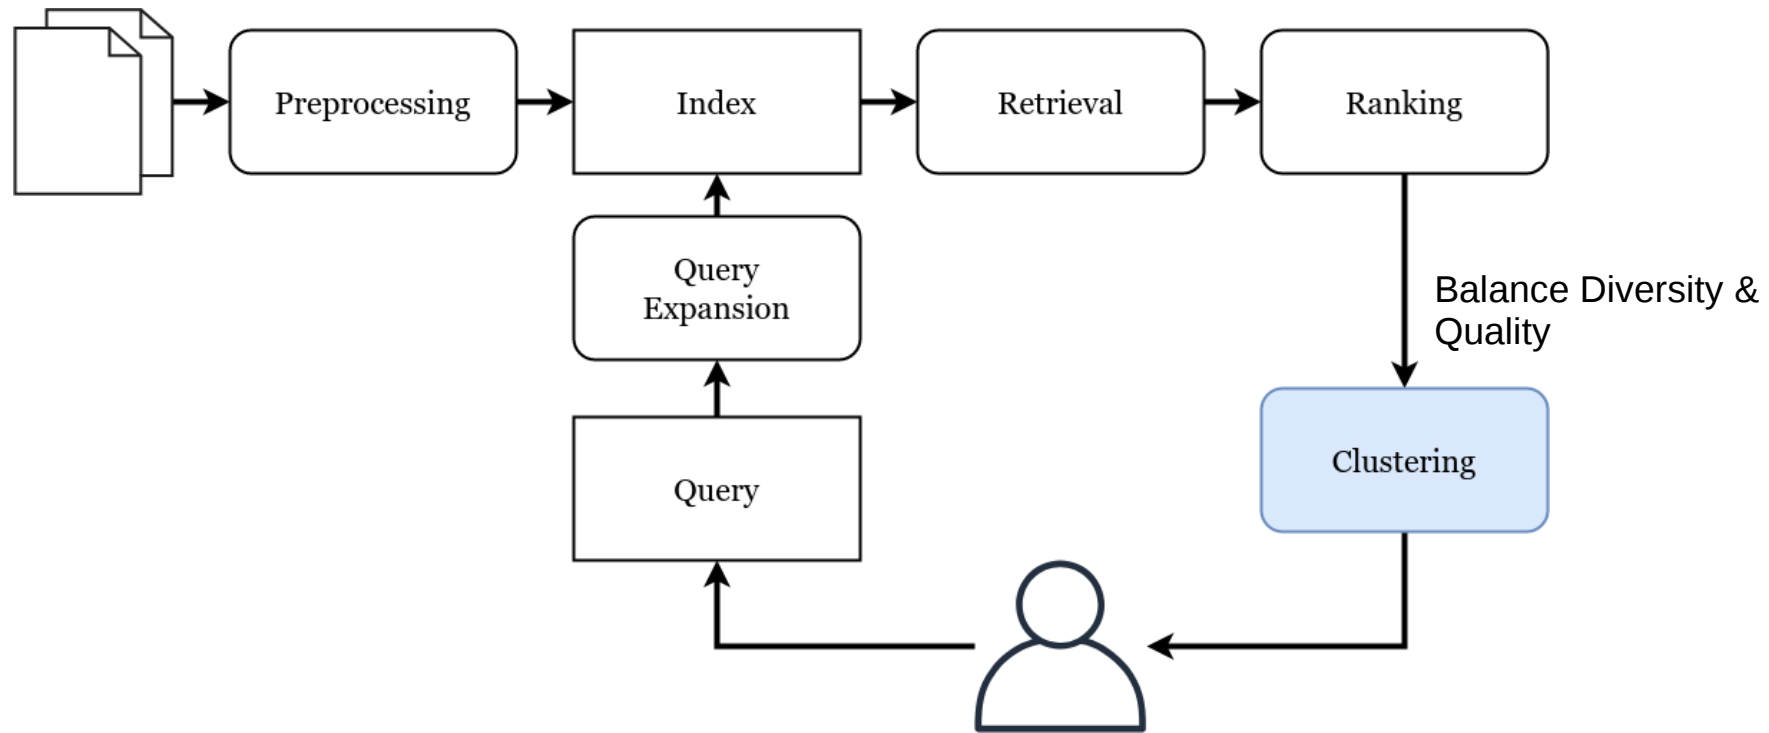 Preprocessing
Index
Retrieval
Ranking
Query
Expansion
Balance Diversity &
Quality
Clustering
Query